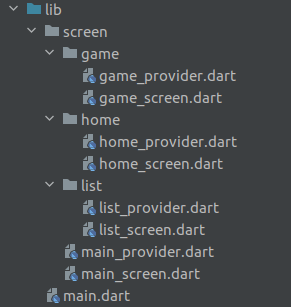 lib
screen
game
game_provider.dart
game_screen.dart
home
home_provider.dart
home_screen.dart
list
list_provider.dart
list_screen.dart
main_provider.dart
main_screen.dart
main.dart